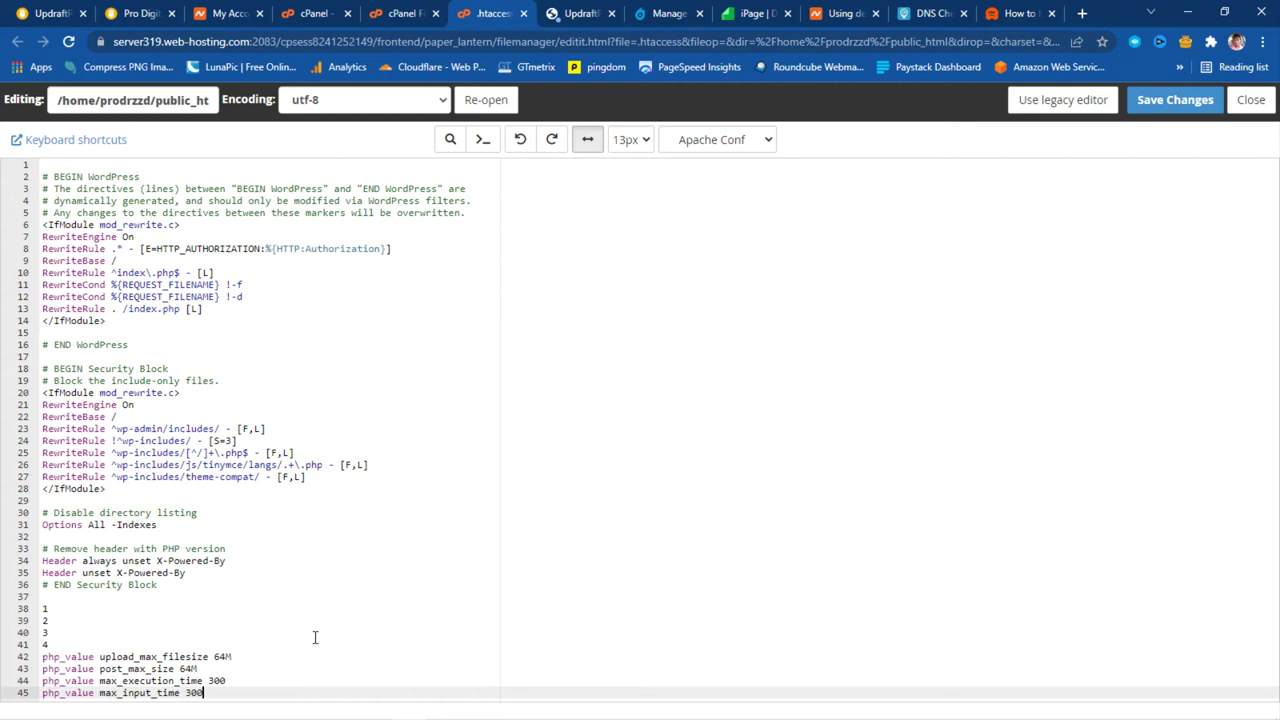 UpdraftP
Pro Digit
My Acco
cPanel -
cPanel F
.htacces
UpdraftP
Manage
iPage | D
Using de
DNS Che
How to F
server319.web-hosting.com:2083/cpsess8241252149/frontend/paper_lantern/filemanager/editit.html?file=.htaccess&fileop=&dir=%2Fhome%2Fprodrzzd%2Fpublic_html&dirop=&charset=&...
Apps Compress PNG Ima... LunaPic | Free Onlin... Analytics Cloudflare - Web P... GTmetrix pingdom PageSpeed Insights Roundcube Webma... Paystack Dashboard Amazon Web Servic... » Reading list
Editing: /home/prodrzzd/public_ht Encoding: utf-8 Re-open Use legacy editor Save Changes Close
Keyboard shortcuts 13px Apache Conf
1
2 # BEGIN WordPress
3 # The directives (lines) between "BEGIN WordPress" and "END WordPress" are
4 # dynamically generated, and should only be modified via WordPress filters.
5 # Any changes to the directives between these markers will be overwritten.
6 <IfModule mod_rewrite.c>
7 RewriteEngine On
8 RewriteRule .* - [E=HTTP_AUTHORIZATION:%{HTTP:Authorization}]
9 RewriteBase /
10 RewriteRule ^index\.php$ - [L]
11 RewriteCond %{REQUEST_FILENAME} !-f
12 RewriteCond %{REQUEST_FILENAME} !-d
13 RewriteRule . /index.php [L]
14 </IfModule>
15
16 # END WordPress
17
18 # BEGIN Security Block
19 # Block the include-only files.
20 <IfModule mod_rewrite.c>
21 RewriteEngine On
22 RewriteBase /
23 RewriteRule ^wp-admin/includes/ - [F,L]
24 RewriteRule !^wp-includes/ - [S=3]
25 RewriteRule ^wp-includes/[^/]+\.php$ - [F,L]
26 RewriteRule ^wp-includes/js/tinymce/langs/.+\.php - [F,L]
27 RewriteRule ^wp-includes/theme-compat/ - [F,L]
28 </IfModule>
29
30 # Disable directory listing
31 Options All -Indexes
32
33 # Remove header with PHP version
34 Header always unset X-Powered-By
35 Header unset X-Powered-By
36 # END Security Block
37
38 1
39 2
40 3
41 4
42 php_value upload_max_filesize 64M
43 php_value post_max_size 64M
44 php_value max_execution_time 300
45 php_value max_input_time 300